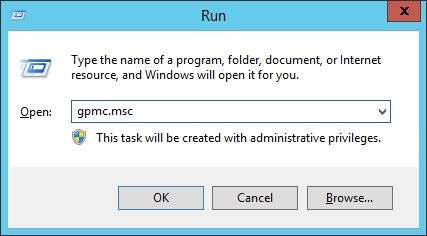 Run
x
Type the name of a program, folder, document, or Internet
resource, and Windows will open it for you.
Open: gpmc.msc
This task will be created with administrative privileges.
OK Cancel Browse...